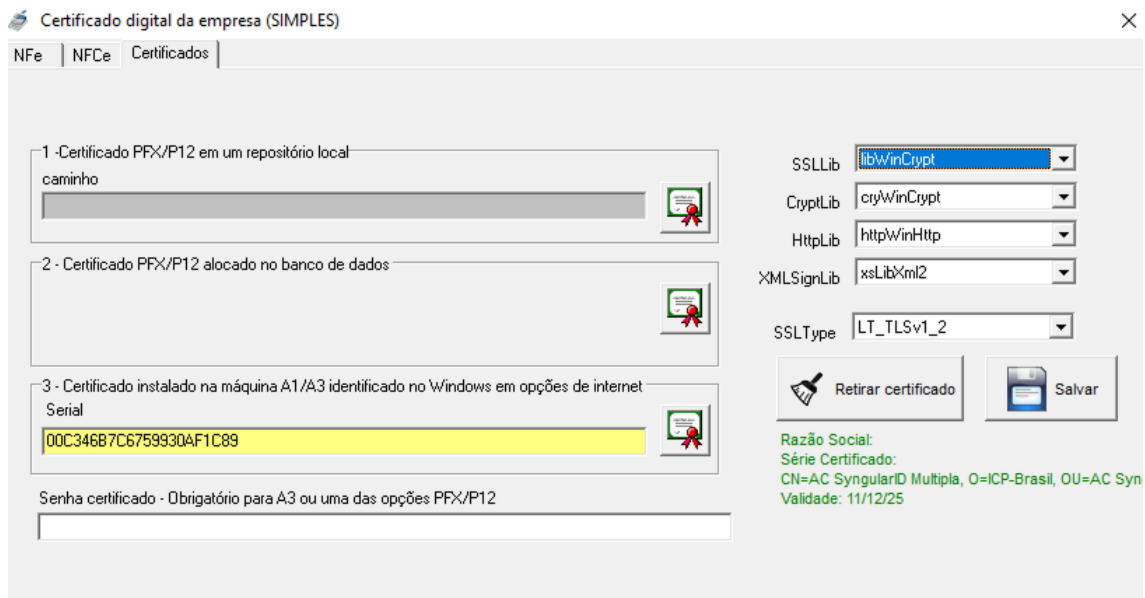 Certificado digital da empresa (SIMPLES)
NFe NFCe Certificados
1 -Certificado PFX/P12 em um repositório local
caminho
2 - Certificado PFX/P12 alocado no banco de dados
3 - Certificado instalado na máquina A1/A3 identificado no Windows em opções de internet
Serial
00C346B7C6759930AF1C89
Senha certificado - Obrigatório para A3 ou uma das opções PFX/P12
SSLLib libWinCrypt
CryptLib cryWinCrypt
HttpLib httpWinHttp
XMLSignLib xsLibXml2
SSLType LT_TLSv1_2
Retirar certificado Salvar
Razão Social:
Série Certificado:
CN=AC SyngularID Multipla, O=ICP-Brasil, OU=AC Syn
Validade: 11/12/25